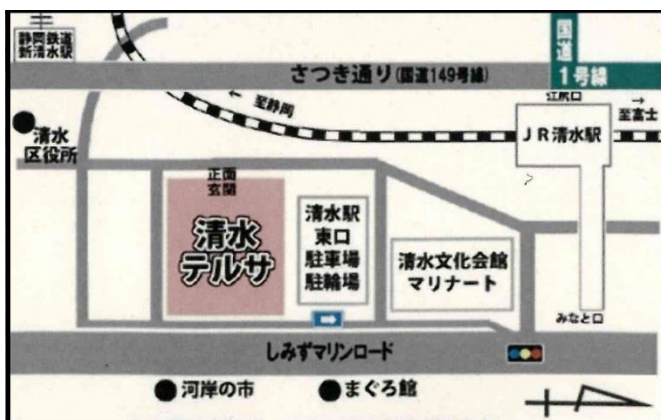 静岡鉄道
新清水駅
さつき通り(国道149号線)
国道
1号線
← 至静岡
江尻口
→
至富士
清水
区役所
JR清水駅
正面
玄関
清水
テルサ
清水駅
東口
駐車場
駐輪場
清水文化会館
マリナート
みなと口
しみずマリンロード
河岸の市
まぐろ館